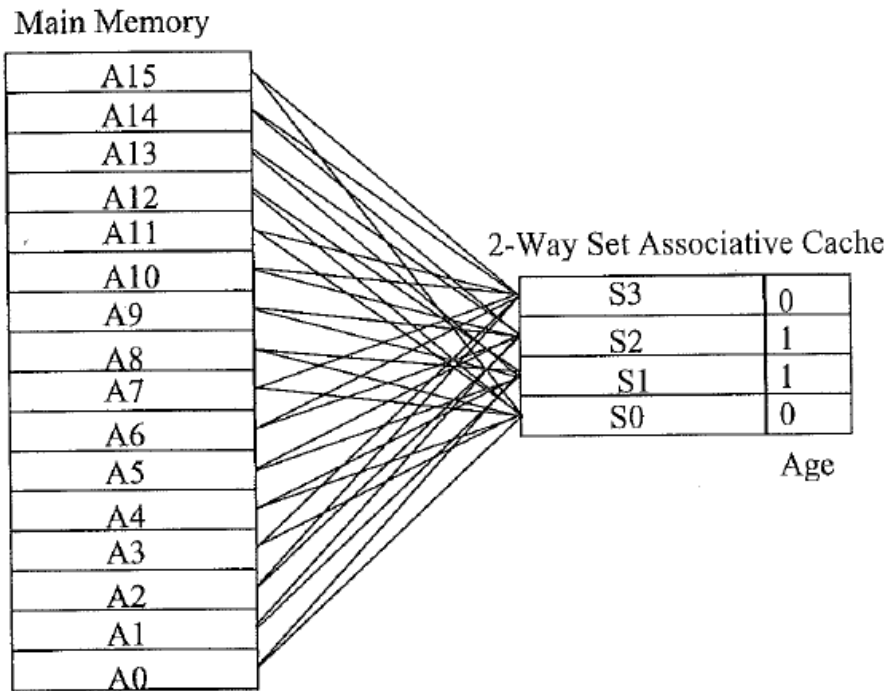 Main Memory
A15
A14
A13
A12
A11
A10
A9
A8
A7
A6
A5
A4
A3
A2
A1
A0
2-Way Set Associative Cache
S3 0
S2 1
S1 1
S0 0
Age